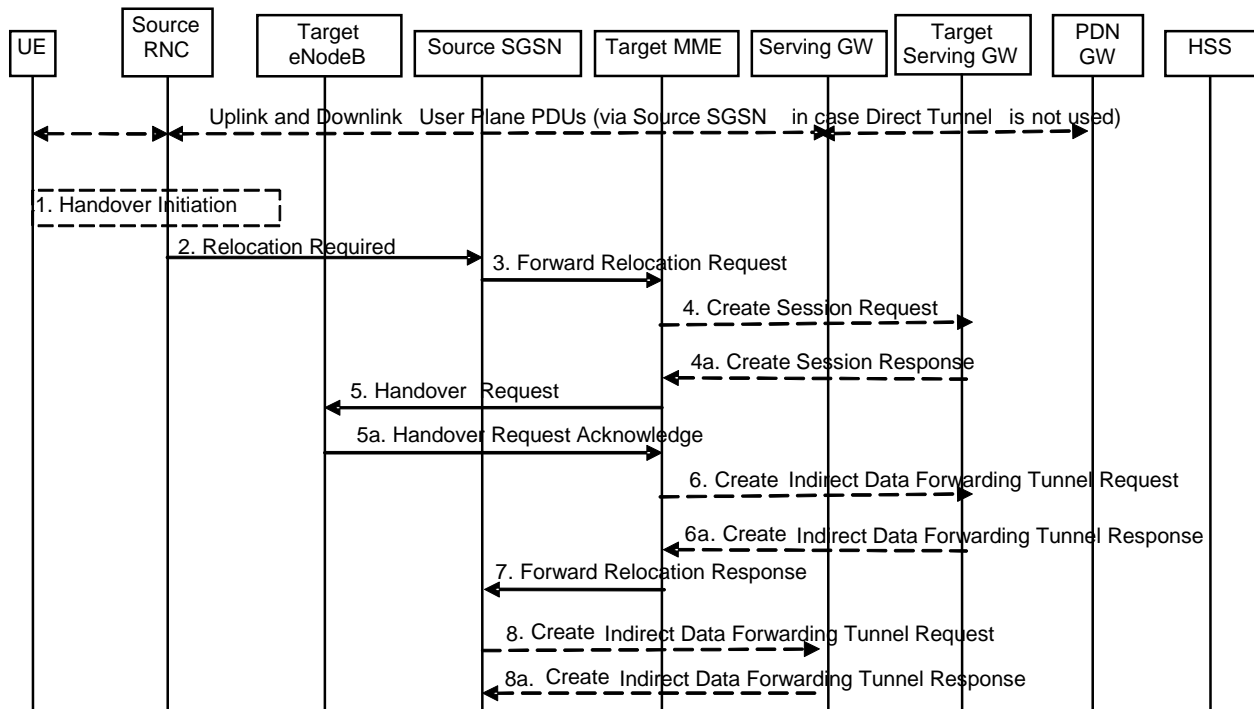 UE
Source
RNC
Target
eNodeB
Source SGSN
Target MME
Serving GW
Target
Serving GW
PDN
GW
HSS
Uplink and Downlink User Plane PDUs (via Source SGSN in case Direct Tunnel is not used)
1. Handover Initiation
2. Relocation Required
3. Forward Relocation Request
4. Create Session Request
4a. Create Session Response
5. Handover Request
5a. Handover Request Acknowledge
6. Create Indirect Data Forwarding Tunnel Request
6a. Create Indirect Data Forwarding Tunnel Response
7. Forward Relocation Response
8. Create Indirect Data Forwarding Tunnel Request
8a. Create Indirect Data Forwarding Tunnel Response